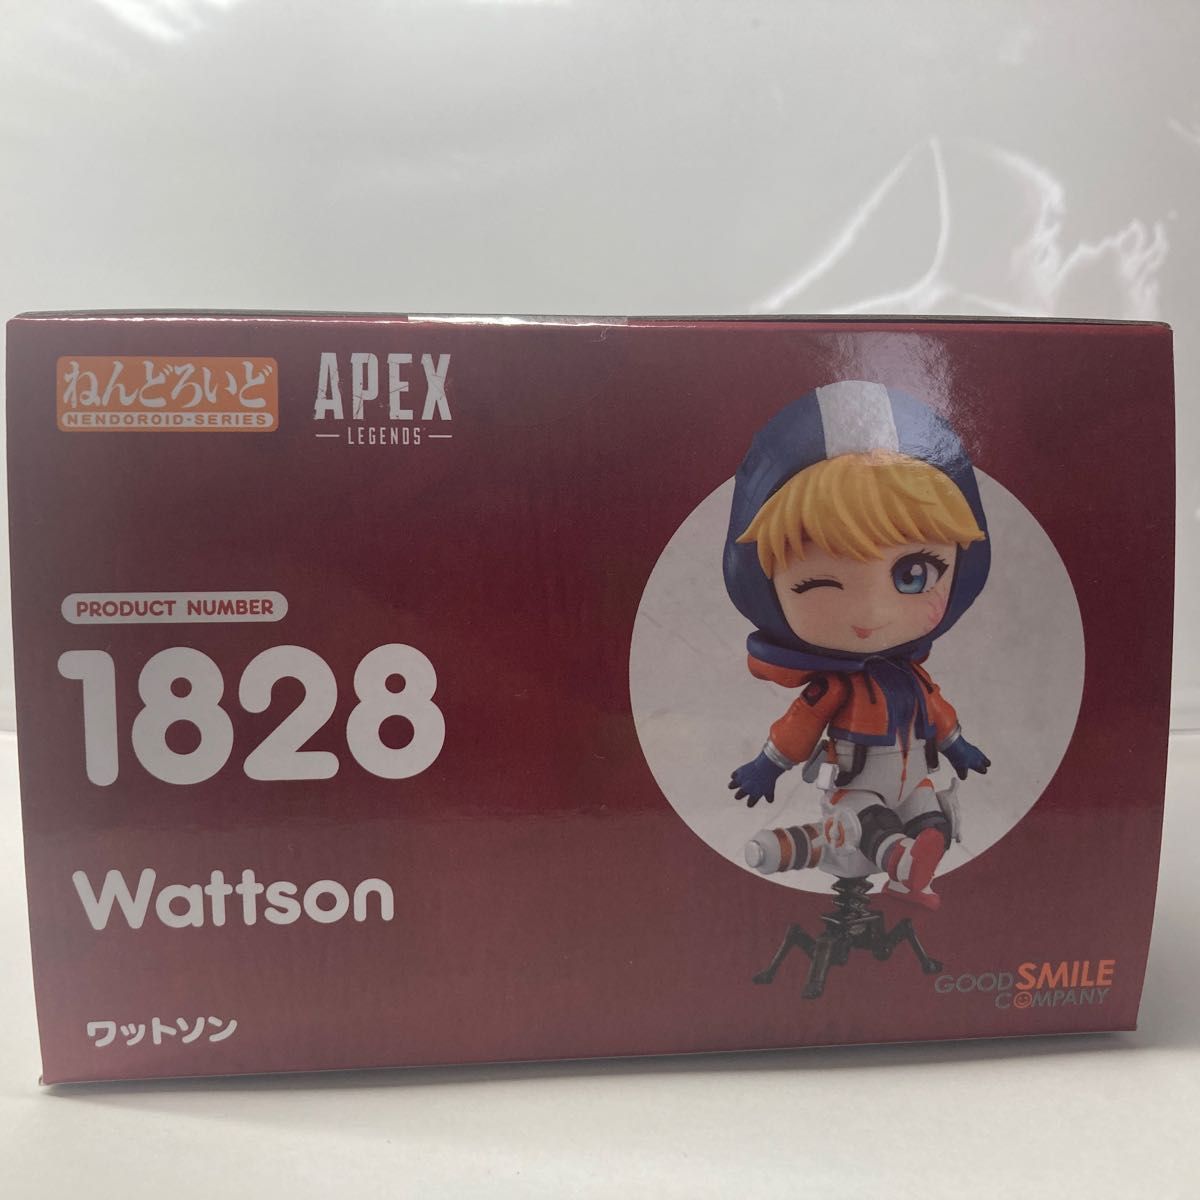 ねんどろいど
NENDOROID-SERIES
APEX
LEGENDS
PRODUCT NUMBER
1828
Wattson
ワットソン
GOOD SMILE
COMPANY